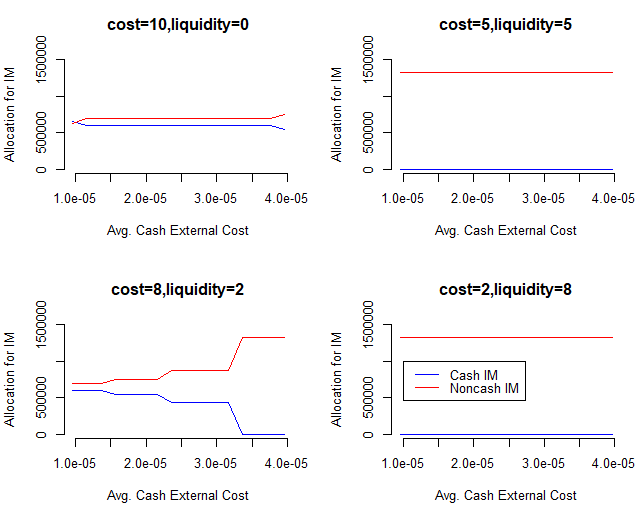 cost=10,liquidity=0
Allocation for IM
0 500000 1500000
1.0e-05 2.0e-05 3.0e-05 4.0e-05
Avg. Cash External Cost
cost=5,liquidity=5
Allocation for IM
0 500000 1500000
1.0e-05 2.0e-05 3.0e-05 4.0e-05
Avg. Cash External Cost
cost=8,liquidity=2
Allocation for IM
0 500000 1500000
1.0e-05 2.0e-05 3.0e-05 4.0e-05
Avg. Cash External Cost
cost=2,liquidity=8
Allocation for IM
0 500000 1500000
Cash IM
Noncash IM
1.0e-05 2.0e-05 3.0e-05 4.0e-05
Avg. Cash External Cost